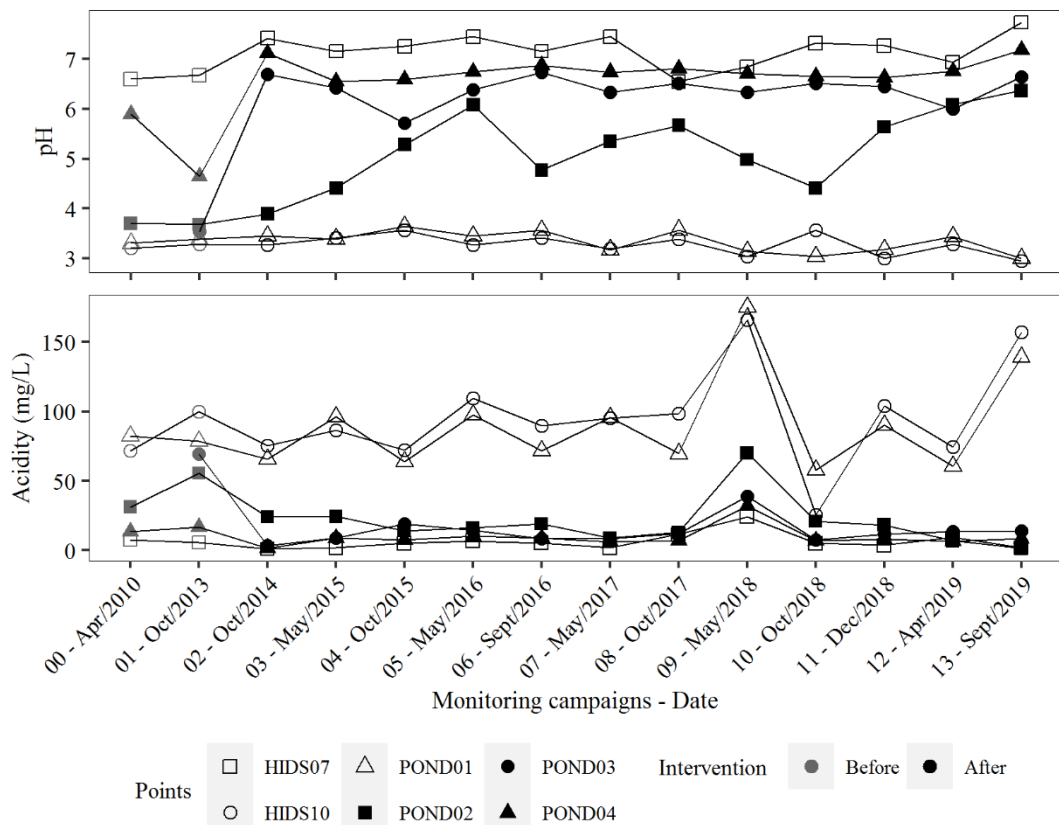 7
6
5
4
3
pH
150
100
50
0
Acidity (mg/L)
00 - Apr/2010
01 - Oct/2013
02 - Oct/2014
03 - May/2015
04 - Oct/2015
05 - May/2016
06 - Sept/2016
07 - May/2017
08 - Oct/2017
09 - May/2018
10 - Oct/2018
11 - Dec/2018
12 - Apr/2019
13 - Sept/2019
Monitoring campaigns - Date
Points
HIDS07
POND01
POND03
HIDS10
POND02
POND04
Intervention
Before
After